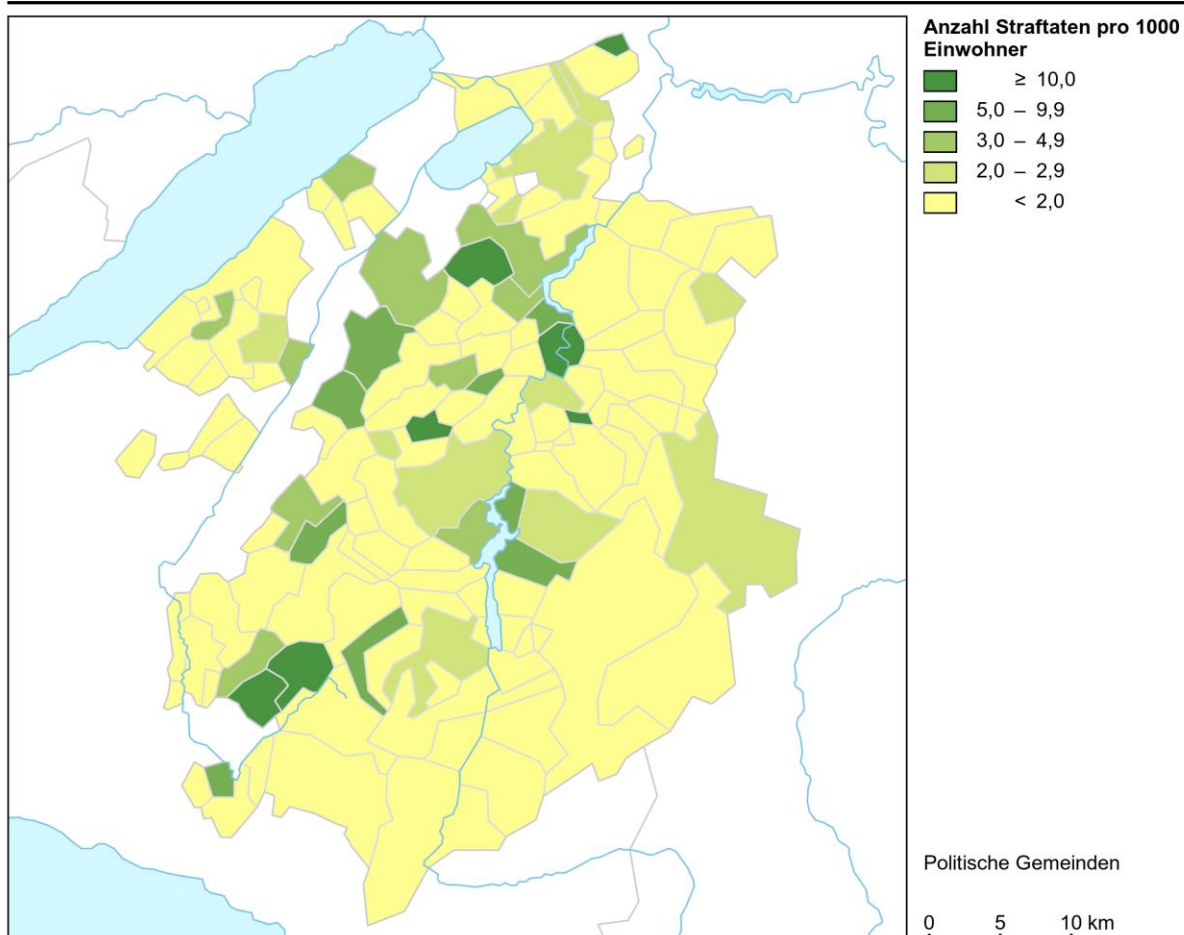 Anzahl Straftaten pro 1000
Einwohner
≥ 10,0
5,0 – 9,9
3,0 – 4,9
2,0 – 2,9
< 2,0
Politische Gemeinden
0 5 10 km